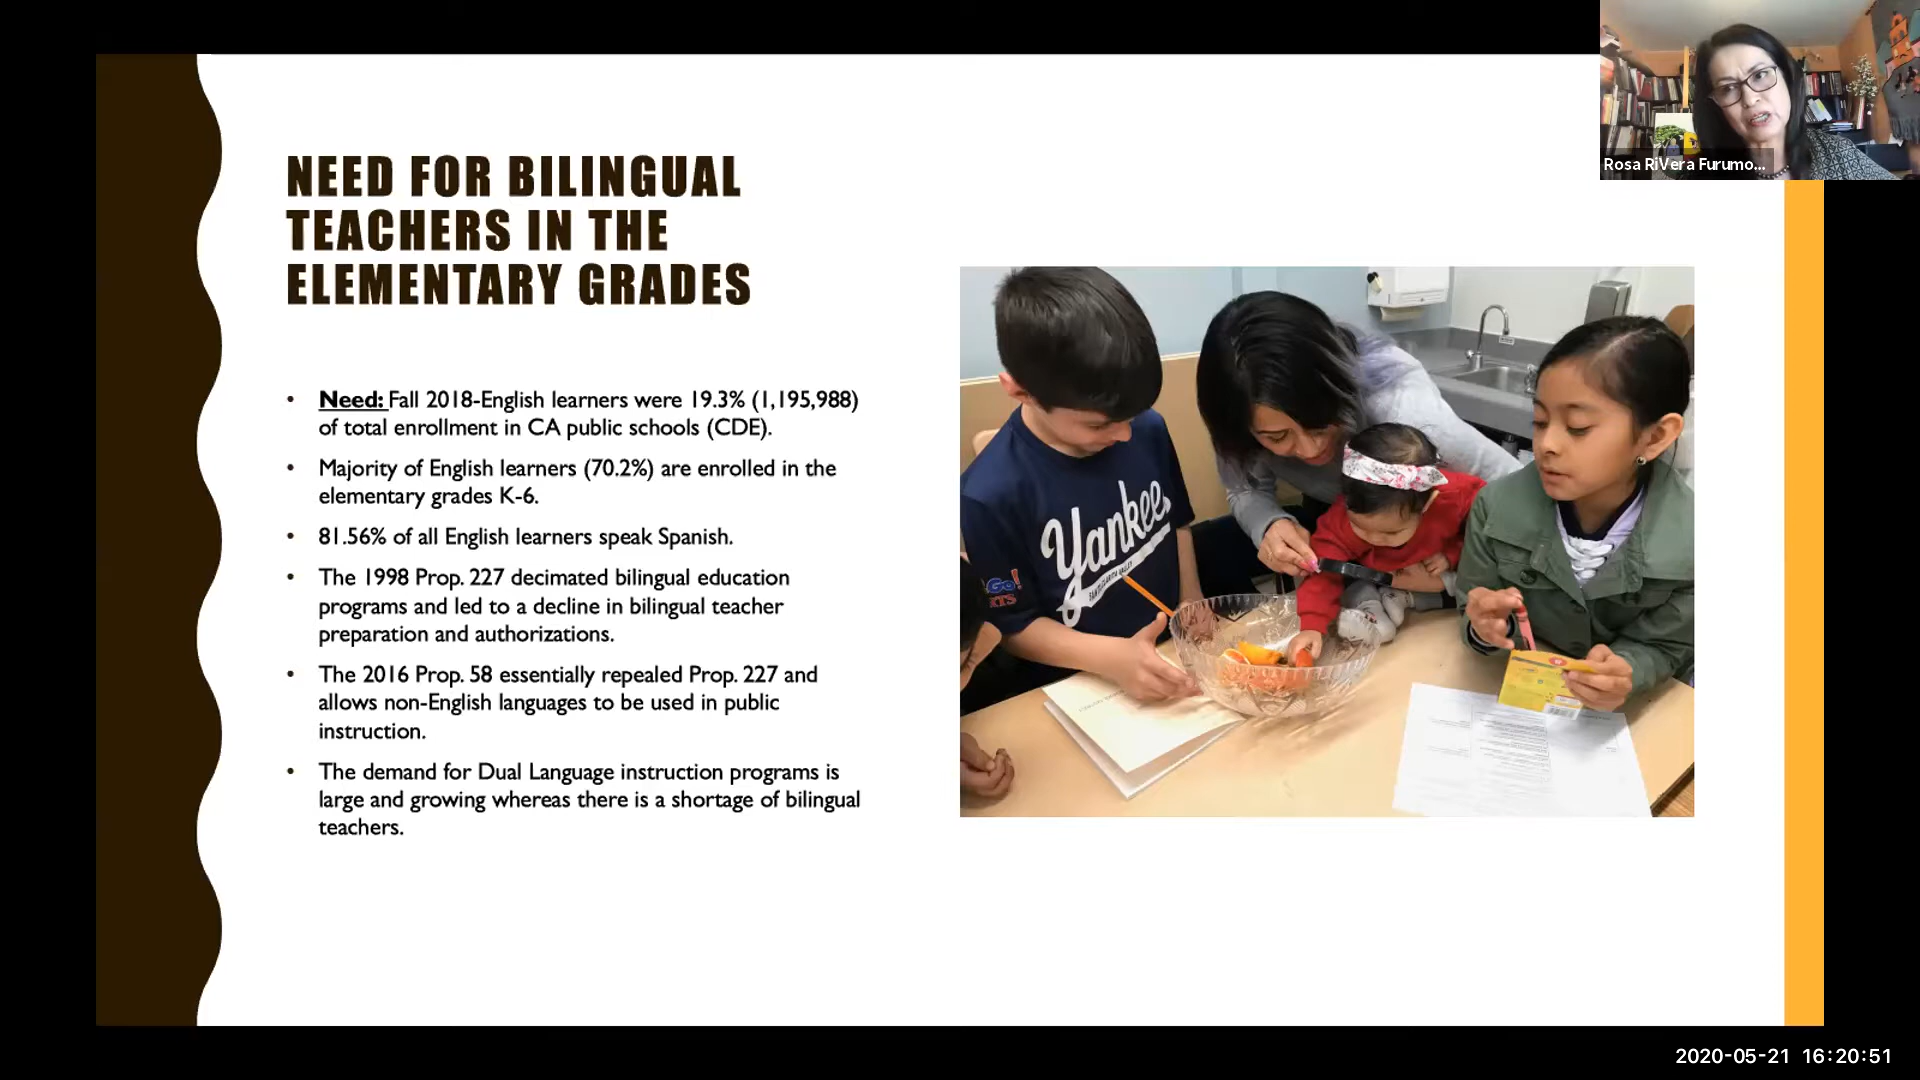 Rosa RiVera Furumo...
NEED FOR BILINGUAL
TEACHERS IN THE
ELEMENTARY GRADES
• Need: Fall 2018-English learners were 19.3% (1,195,988)
of total enrollment in CA public schools (CDE).
• Majority of English learners (70.2%) are enrolled in the
elementary grades K-6.
• 81.56% of all English learners speak Spanish.
• The 1998 Prop. 227 decimated bilingual education
programs and led to a decline in bilingual teacher
preparation and authorizations.
• The 2016 Prop. 58 essentially repealed Prop. 227 and
allows non-English languages to be used in public
instruction.
• The demand for Dual Language instruction programs is
large and growing whereas there is a shortage of bilingual
teachers.
Yankees
Go!
2020-05-21 16:20:51